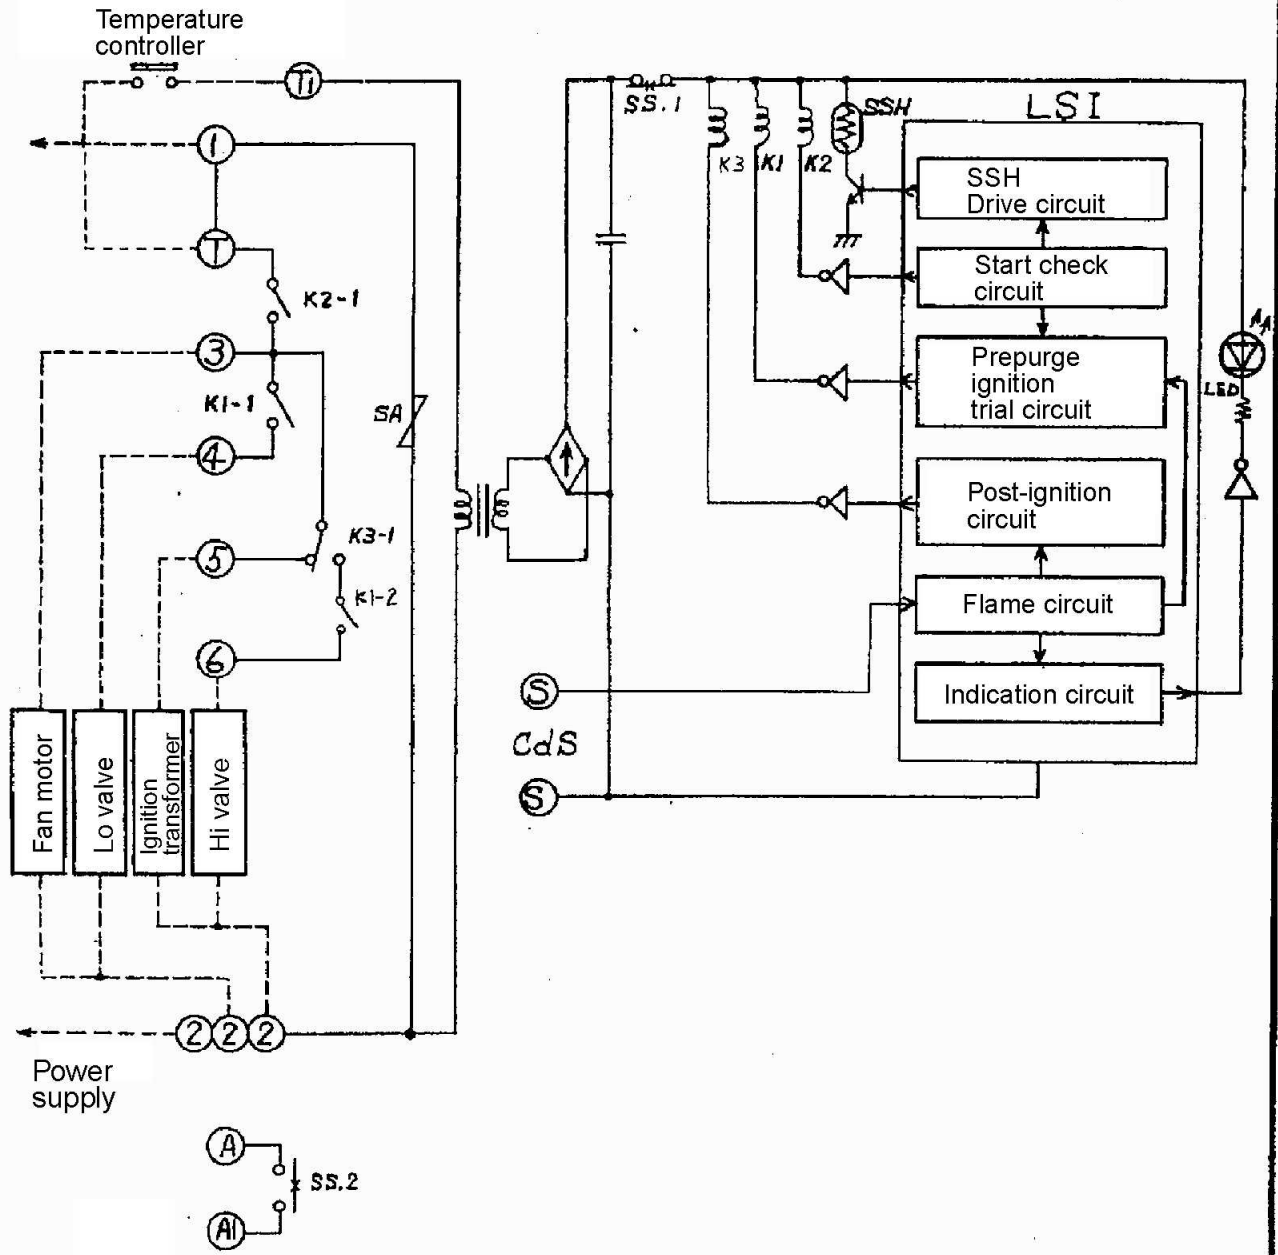 Temperature
controller
T1
SS.1
SSH
LSI
1
K3
K1
K2
SSH
Drive circuit
T
Start check
circuit
K2-1
3
Prepurge
ignition
trial circuit
LED
K1-1
SA
4
Post-ignition
circuit
K3-1
5
K1-2
Flame circuit
6
S
Indication circuit
CdS
S
Fan motor
Lo valve
Ignition
transformer
Hi valve
2 2 2
Power
supply
A
SS.2
A1